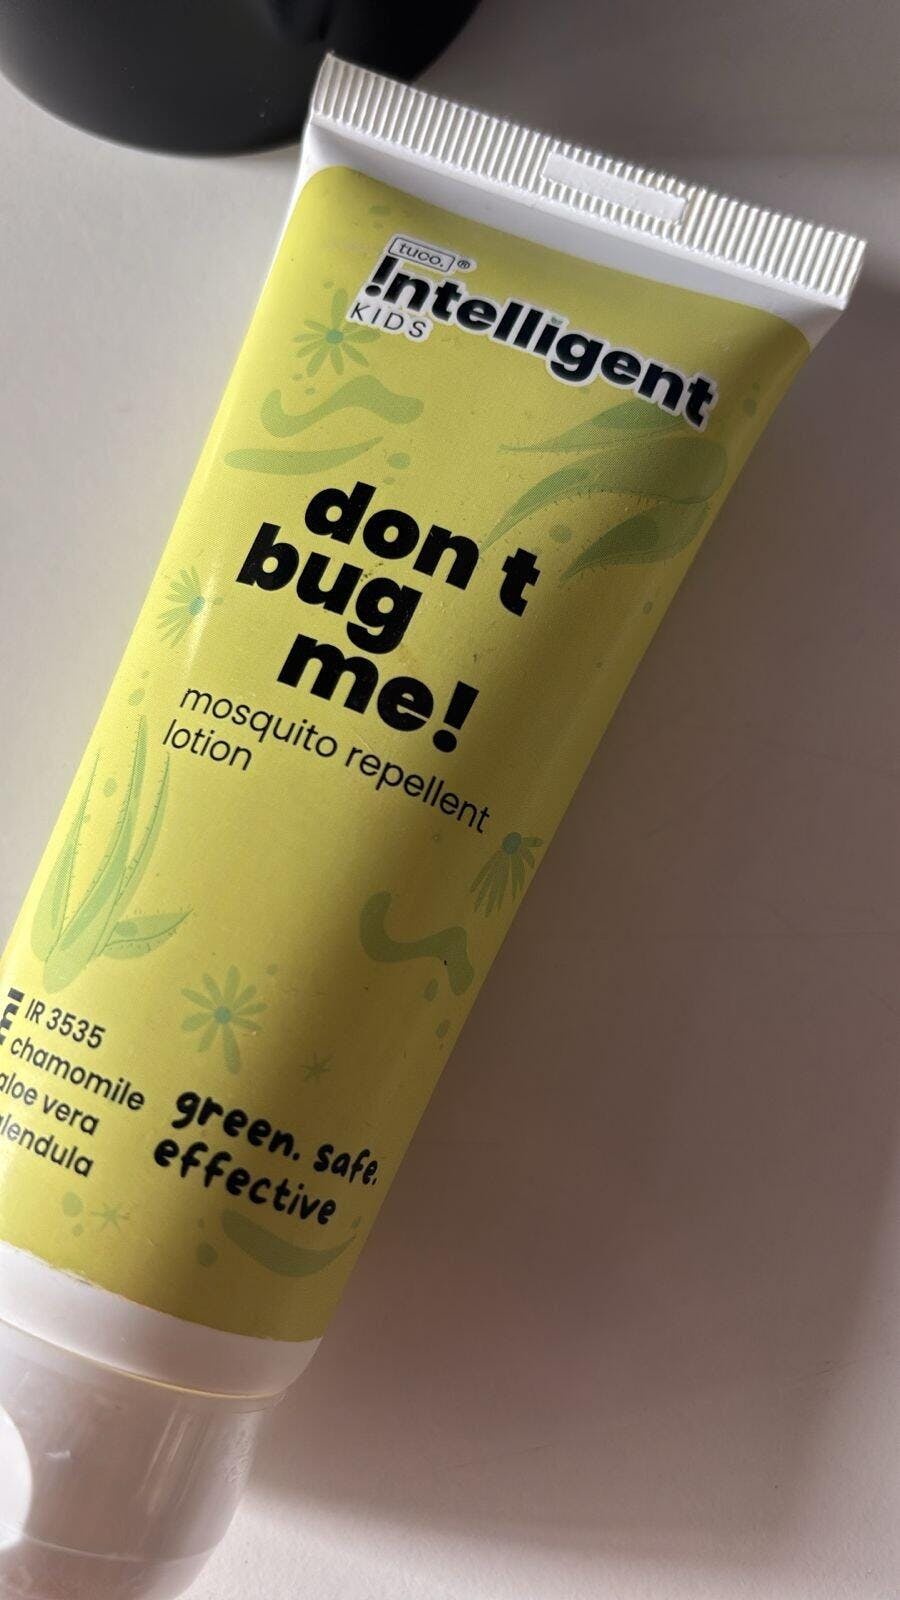 tuco.®
!ntelligent
KIDS
don t
bug
me!
mosquito repellent
lotion
IR 3535
chamomile
aloe vera
green. safe.
effective